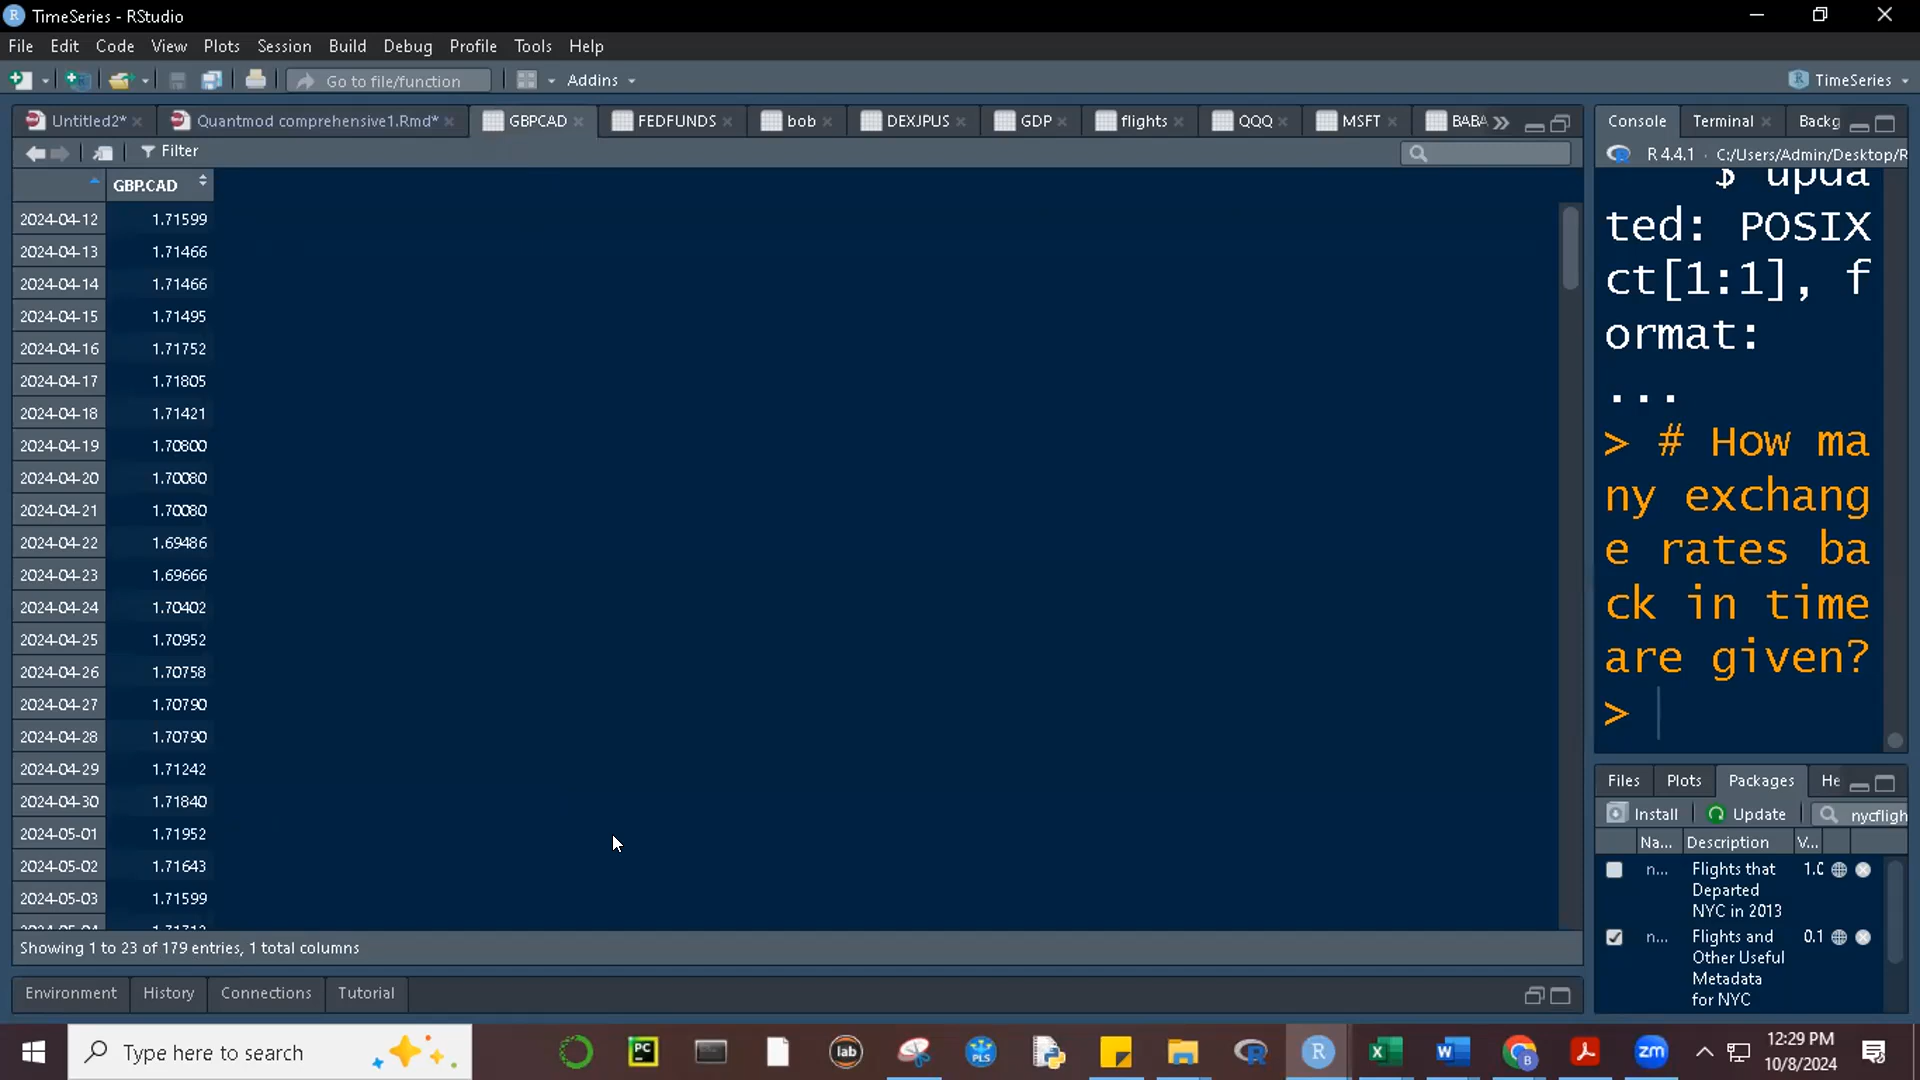 TimeSeries - RStudio
File Edit Code View Plots Session Build Debug Profile Tools Help
Go to file/function Addins TimeSeries
Untitled2* Quantmod comprehensive1.Rmd* GBPCAD FEDFUNDS bob DEXJPUS GDP flights QQQ MSFT BABA
Filter
GBP.CAD
2024-04-12 1.71599
2024-04-13 1.71466
2024-04-14 1.71466
2024-04-15 1.71495
2024-04-16 1.71752
2024-04-17 1.71805
2024-04-18 1.71421
2024-04-19 1.70800
2024-04-20 1.70080
2024-04-21 1.70080
2024-04-22 1.69486
2024-04-23 1.69666
2024-04-24 1.70402
2024-04-25 1.70952
2024-04-26 1.70758
2024-04-27 1.70790
2024-04-28 1.70790
2024-04-29 1.71242
2024-04-30 1.71840
2024-05-01 1.71952
2024-05-02 1.71643
2024-05-03 1.71599
Showing 1 to 23 of 179 entries, 1 total columns
Environment History Connections Tutorial
Console Terminal Backg
R 4.4.1 · C:/Users/Admin/Desktop/R
$ upda
ted: POSIX
ct[1:1], f
ormat:
...
> # How ma
ny exchang
e rates ba
ck in time
are given?
>
Files Plots Packages He
Install Update nycfligh
Na... Description V...
n... Flights that 1.0
Departed
NYC in 2013
n... Flights and 0.1
Other Useful
Metadata
for NYC
Type here to search
PC
lab
PLS
R
zm
12:29 PM
10/8/2024